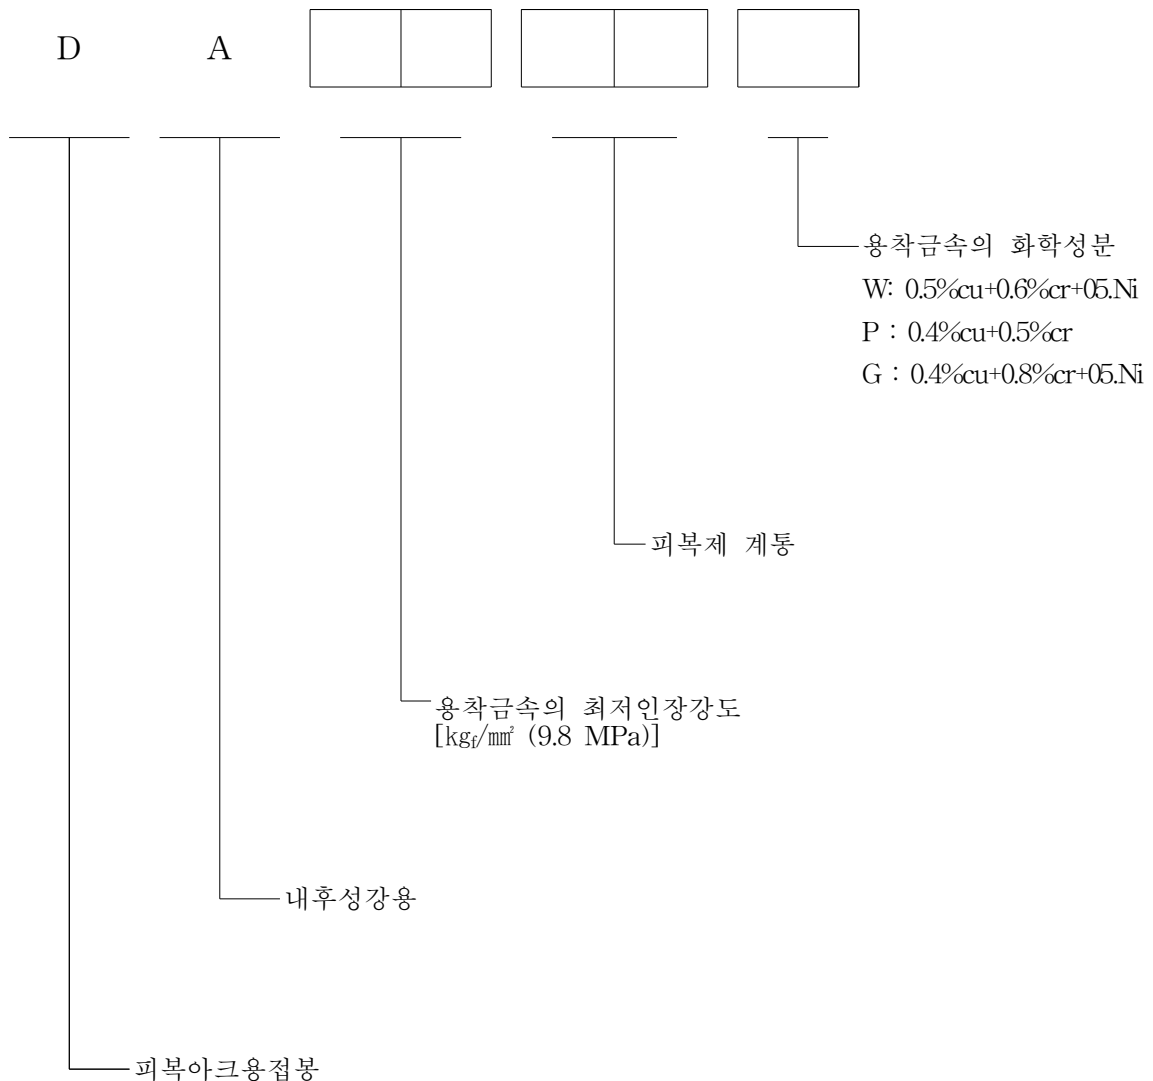 D A
용착금속의 화학성분
W: 0.5%cu+0.6%cr+05.Ni
P : 0.4%cu+0.5%cr
G : 0.4%cu+0.8%cr+05.Ni
피복제 계통
용착금속의 최저인장강도
[kgf/㎟ (9.8 MPa)]
내후성강용
피복아크용접봉